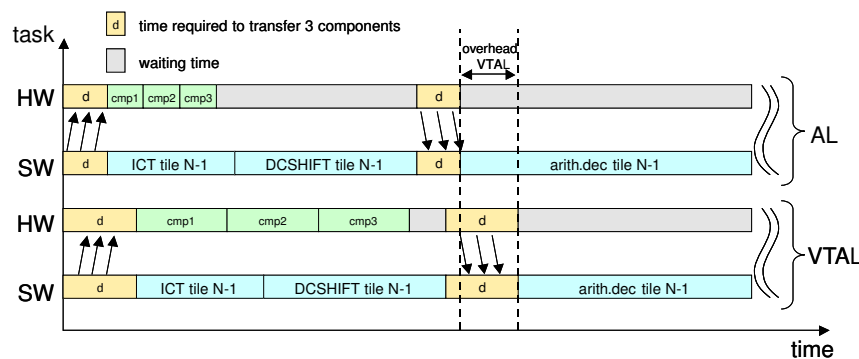 d time required to transfer 3 components
task
waiting time
overhead
VTAL
HW d cmp1 cmp2 cmp3 d
AL
SW d ICT tile N-1 DCSHIFT tile N-1 d arith.dec tile N-1
HW d cmp1 cmp2 cmp3 d
VTAL
SW d ICT tile N-1 DCSHIFT tile N-1 d arith.dec tile N-1
time